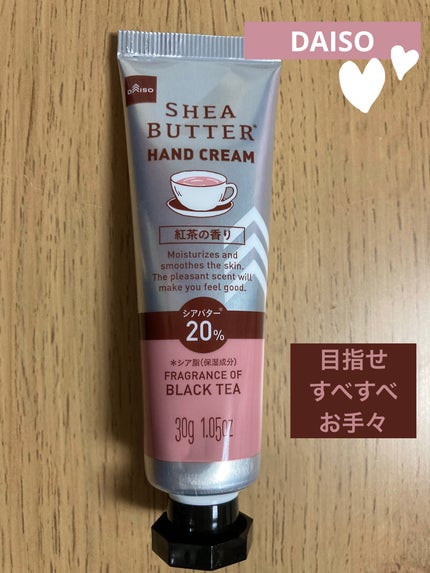 DAISO
DAISO
SHEA
BUTTER*
HAND CREAM
紅茶の香り
Moisturizes and
smoothes the skin.
The pleasant scent will
make you feel good.
シアバター*
20%
*シア脂(保湿成分)
FRAGRANCE OF
BLACK TEA
30g 1.05oz
目指せ
すべすべ
お手々